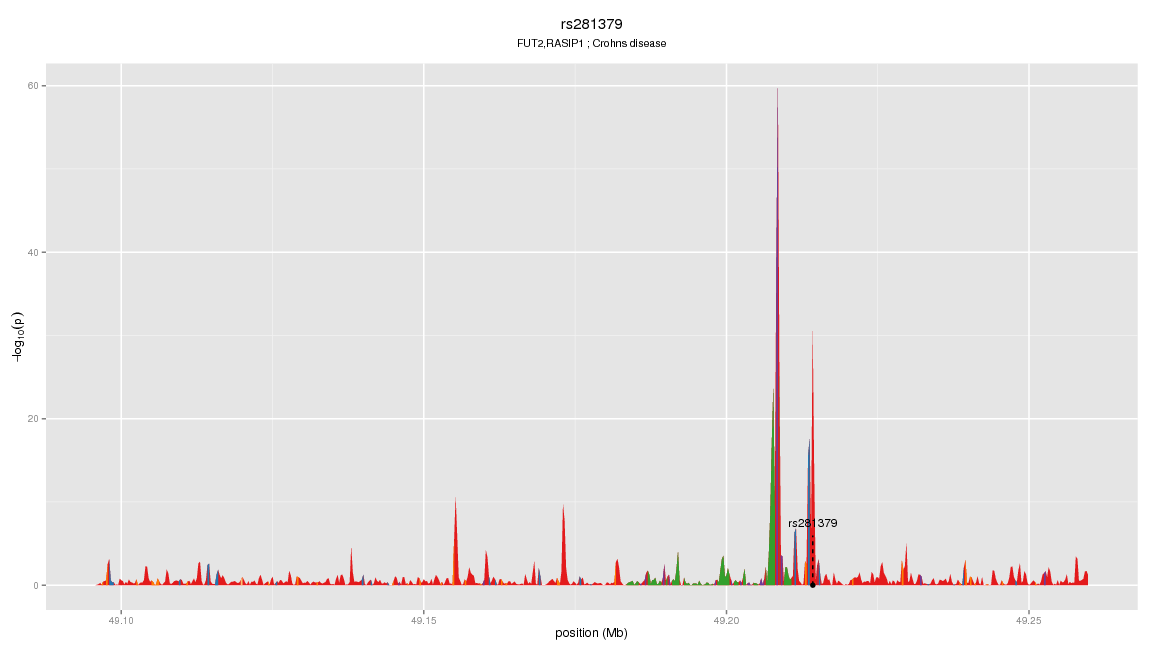 rs281379
FUT2,RASIP1 ; Crohns disease
60
40
20
0
−log10(p)
rs281379
49.10
49.15
49.20
49.25
position (Mb)